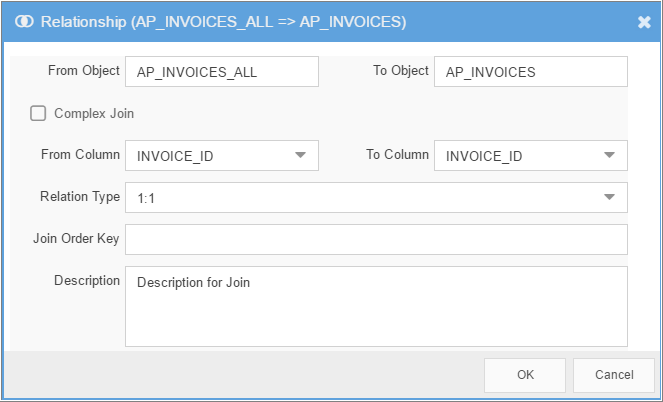 Relationship (AP_INVOICES_ALL => AP_INVOICES)
From Object AP_INVOICES_ALL To Object AP_INVOICES
Complex Join
From Column INVOICE_ID To Column INVOICE_ID
Relation Type 1:1
Join Order Key
Description Description for Join
OK Cancel